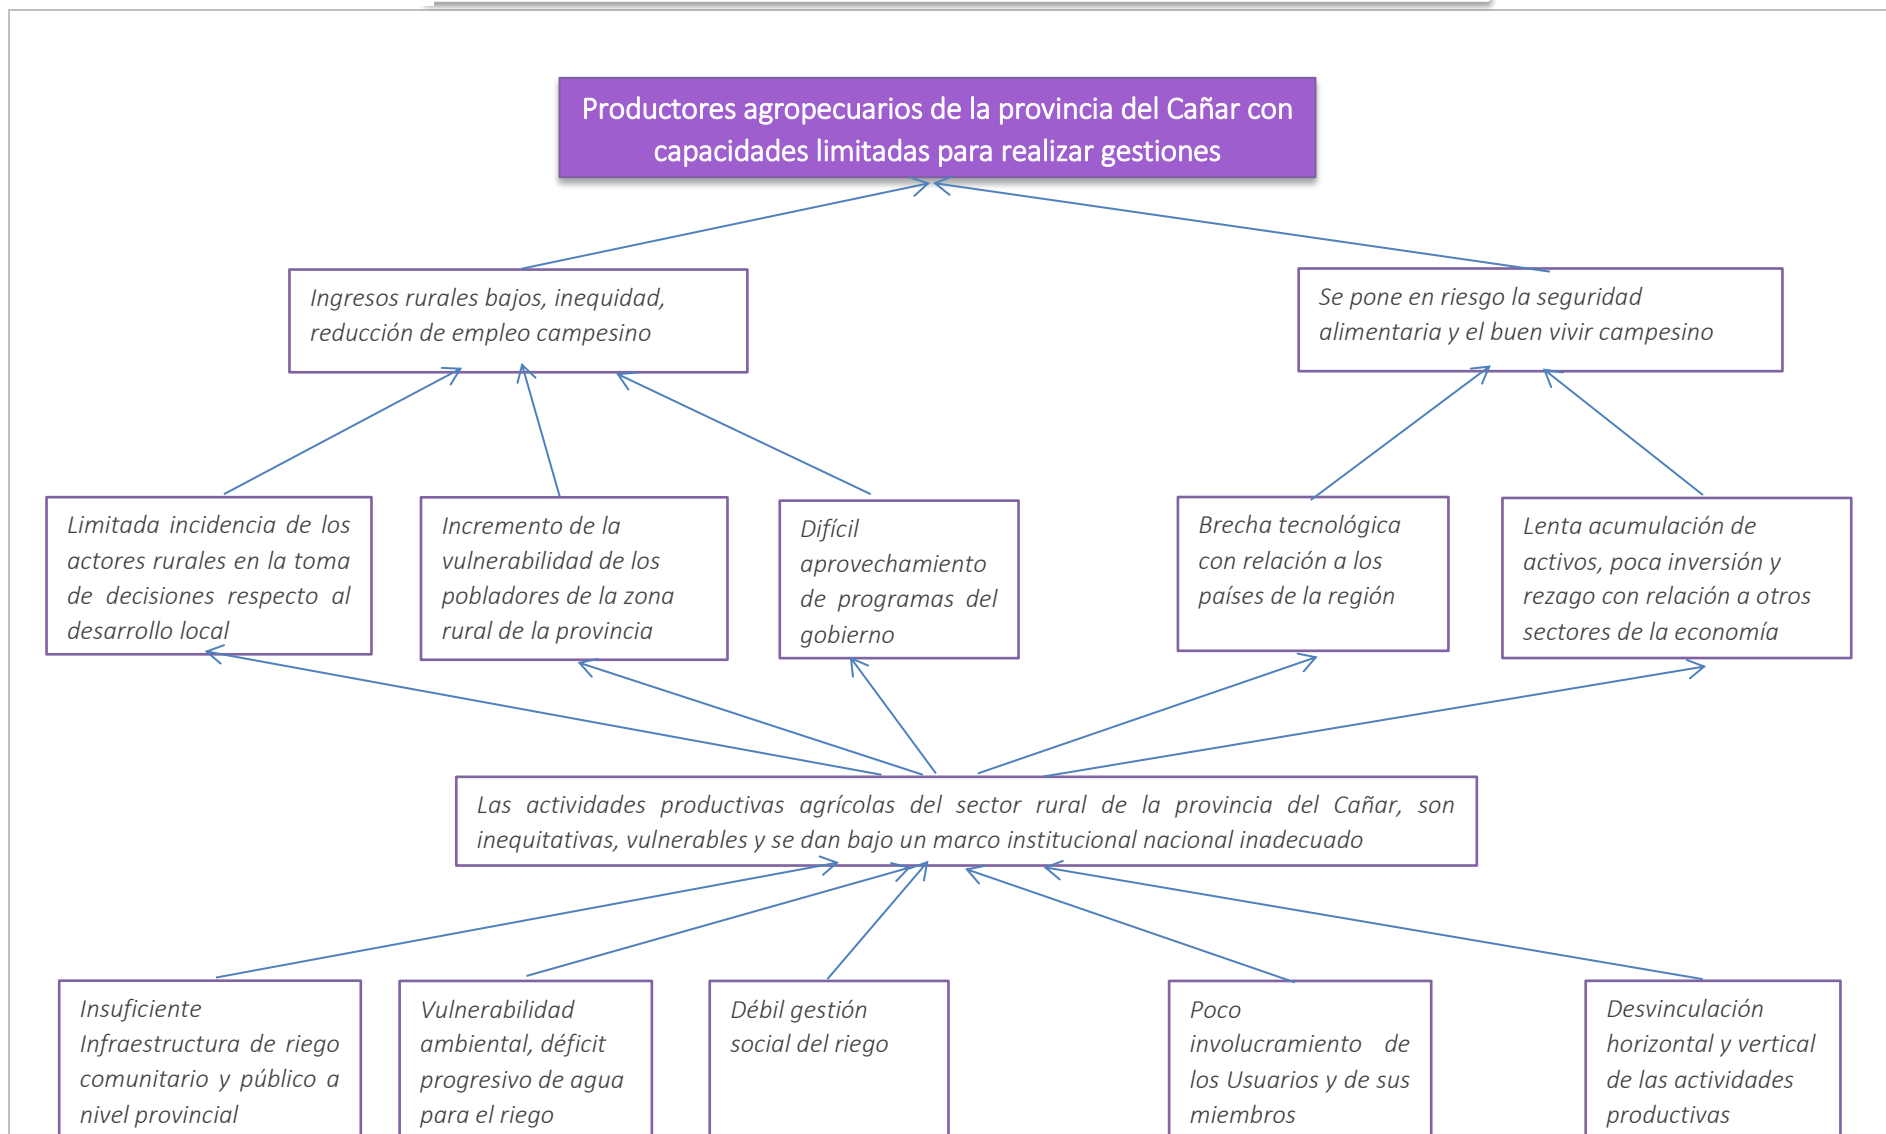 Productores agropecuarios de la provincia del Cañar con
capacidades limitadas para realizar gestiones
Ingresos rurales bajos, inequidad,
reducción de empleo campesino
Se pone en riesgo la seguridad
alimentaria y el buen vivir campesino
Limitada incidencia de los
actores rurales en la toma
de decisiones respecto al
desarrollo local
Incremento de la
vulnerabilidad de los
pobladores de la zona
rural de la provincia
Difícil
aprovechamiento
de programas del
gobierno
Brecha tecnológica
con relación a los
países de la región
Lenta acumulación de
activos, poca inversión y
rezago con relación a otros
sectores de la economía
Las actividades productivas agrícolas del sector rural de la provincia del Cañar, son
inequitativas, vulnerables y se dan bajo un marco institucional nacional inadecuado
Insuficiente
Infraestructura de riego
comunitario y público a
nivel provincial
Vulnerabilidad
ambiental, déficit
progresivo de agua
para el riego
Débil gestión
social del riego
Poco
involucramiento de
los Usuarios y de sus
miembros
Desvinculación
horizontal y vertical
de las actividades
productivas